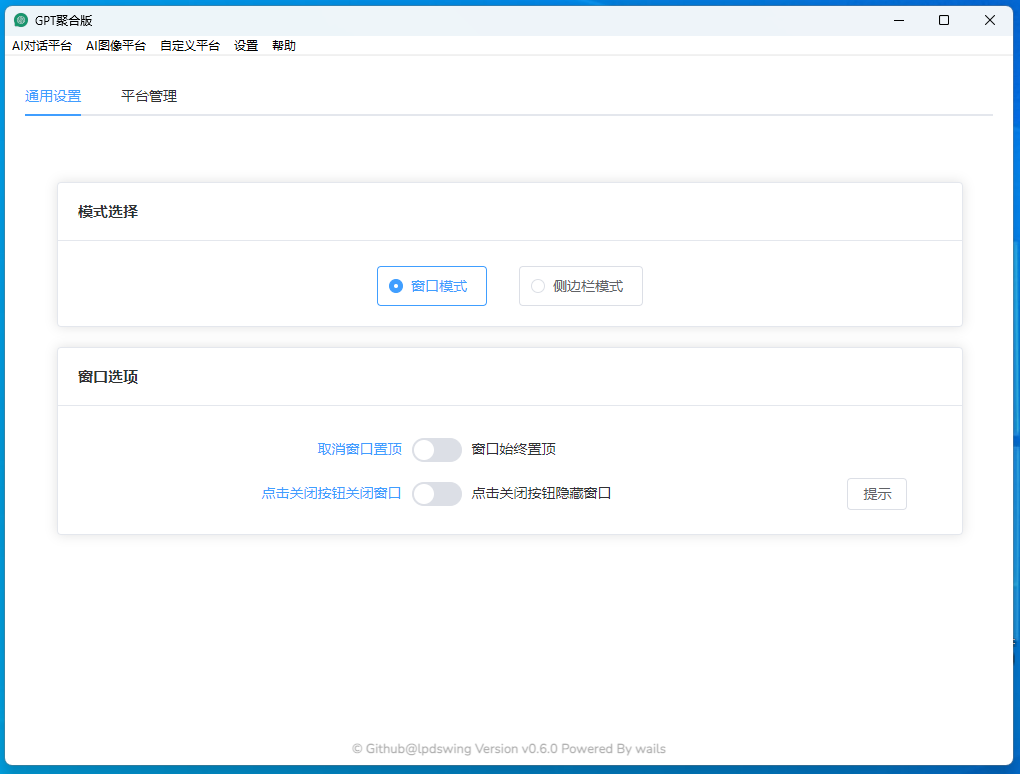 GPT聚合版
AI对话平台 AI图像平台 自定义平台 设置 帮助
通用设置 平台管理
模式选择
窗口模式 侧边栏模式
窗口选项
取消窗口置顶 窗口始终置顶
点击关闭按钮关闭窗口 点击关闭按钮隐藏窗口 提示
© Github@lpdswing Version v0.6.0 Powered By wails